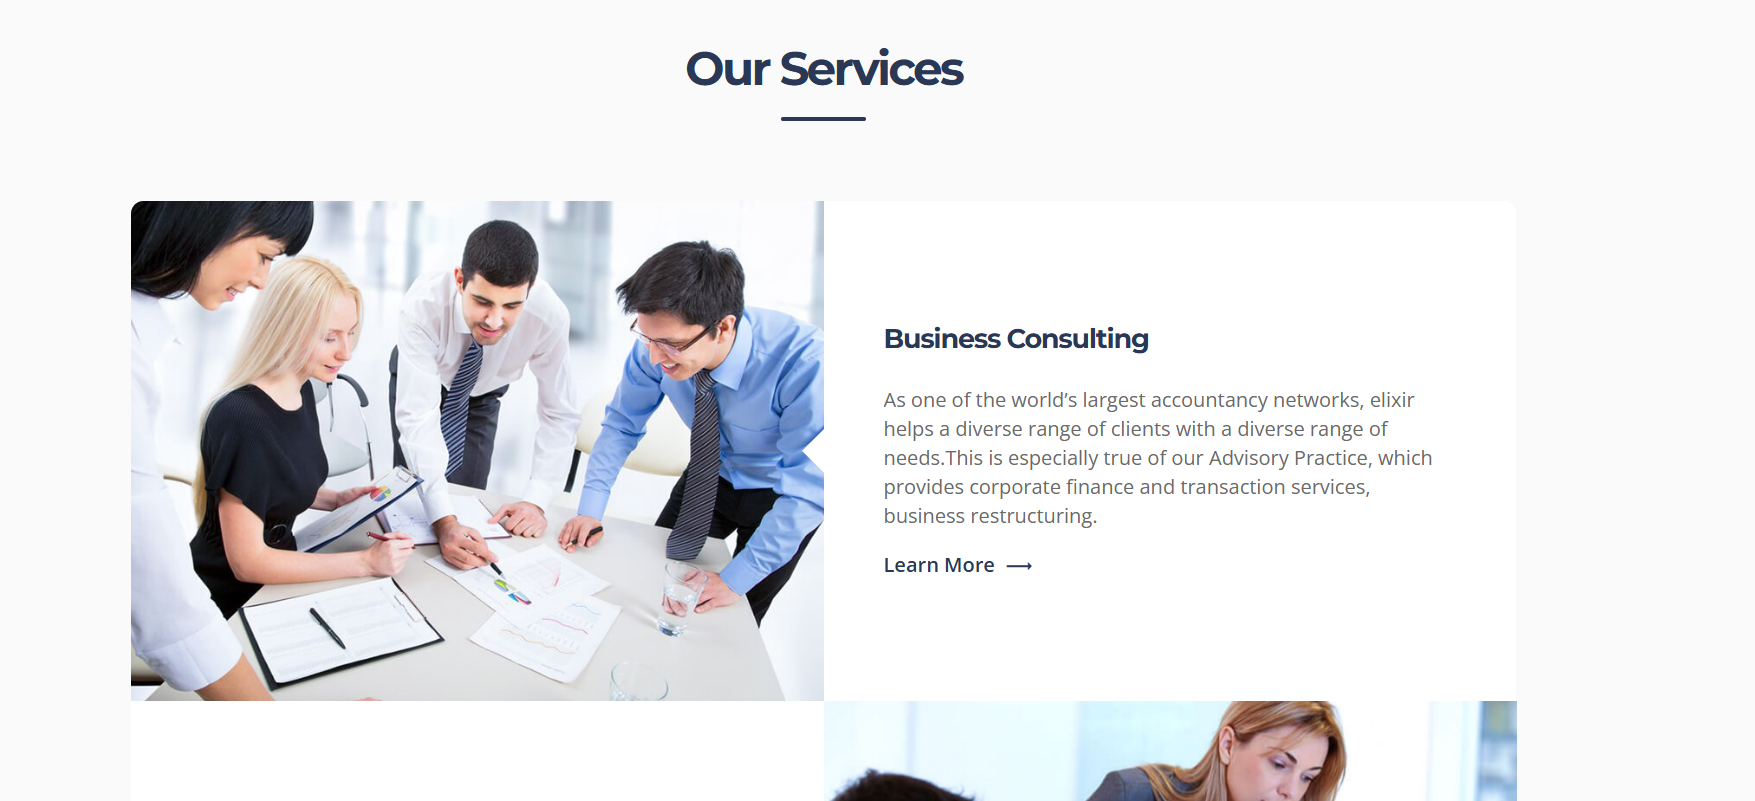 Our Services
Business Consulting
As one of the world’s largest accountancy networks, elixir
helps a diverse range of clients with a diverse range of
needs.This is especially true of our Advisory Practice, which
provides corporate finance and transaction services,
business restructuring.
Learn More ⟶